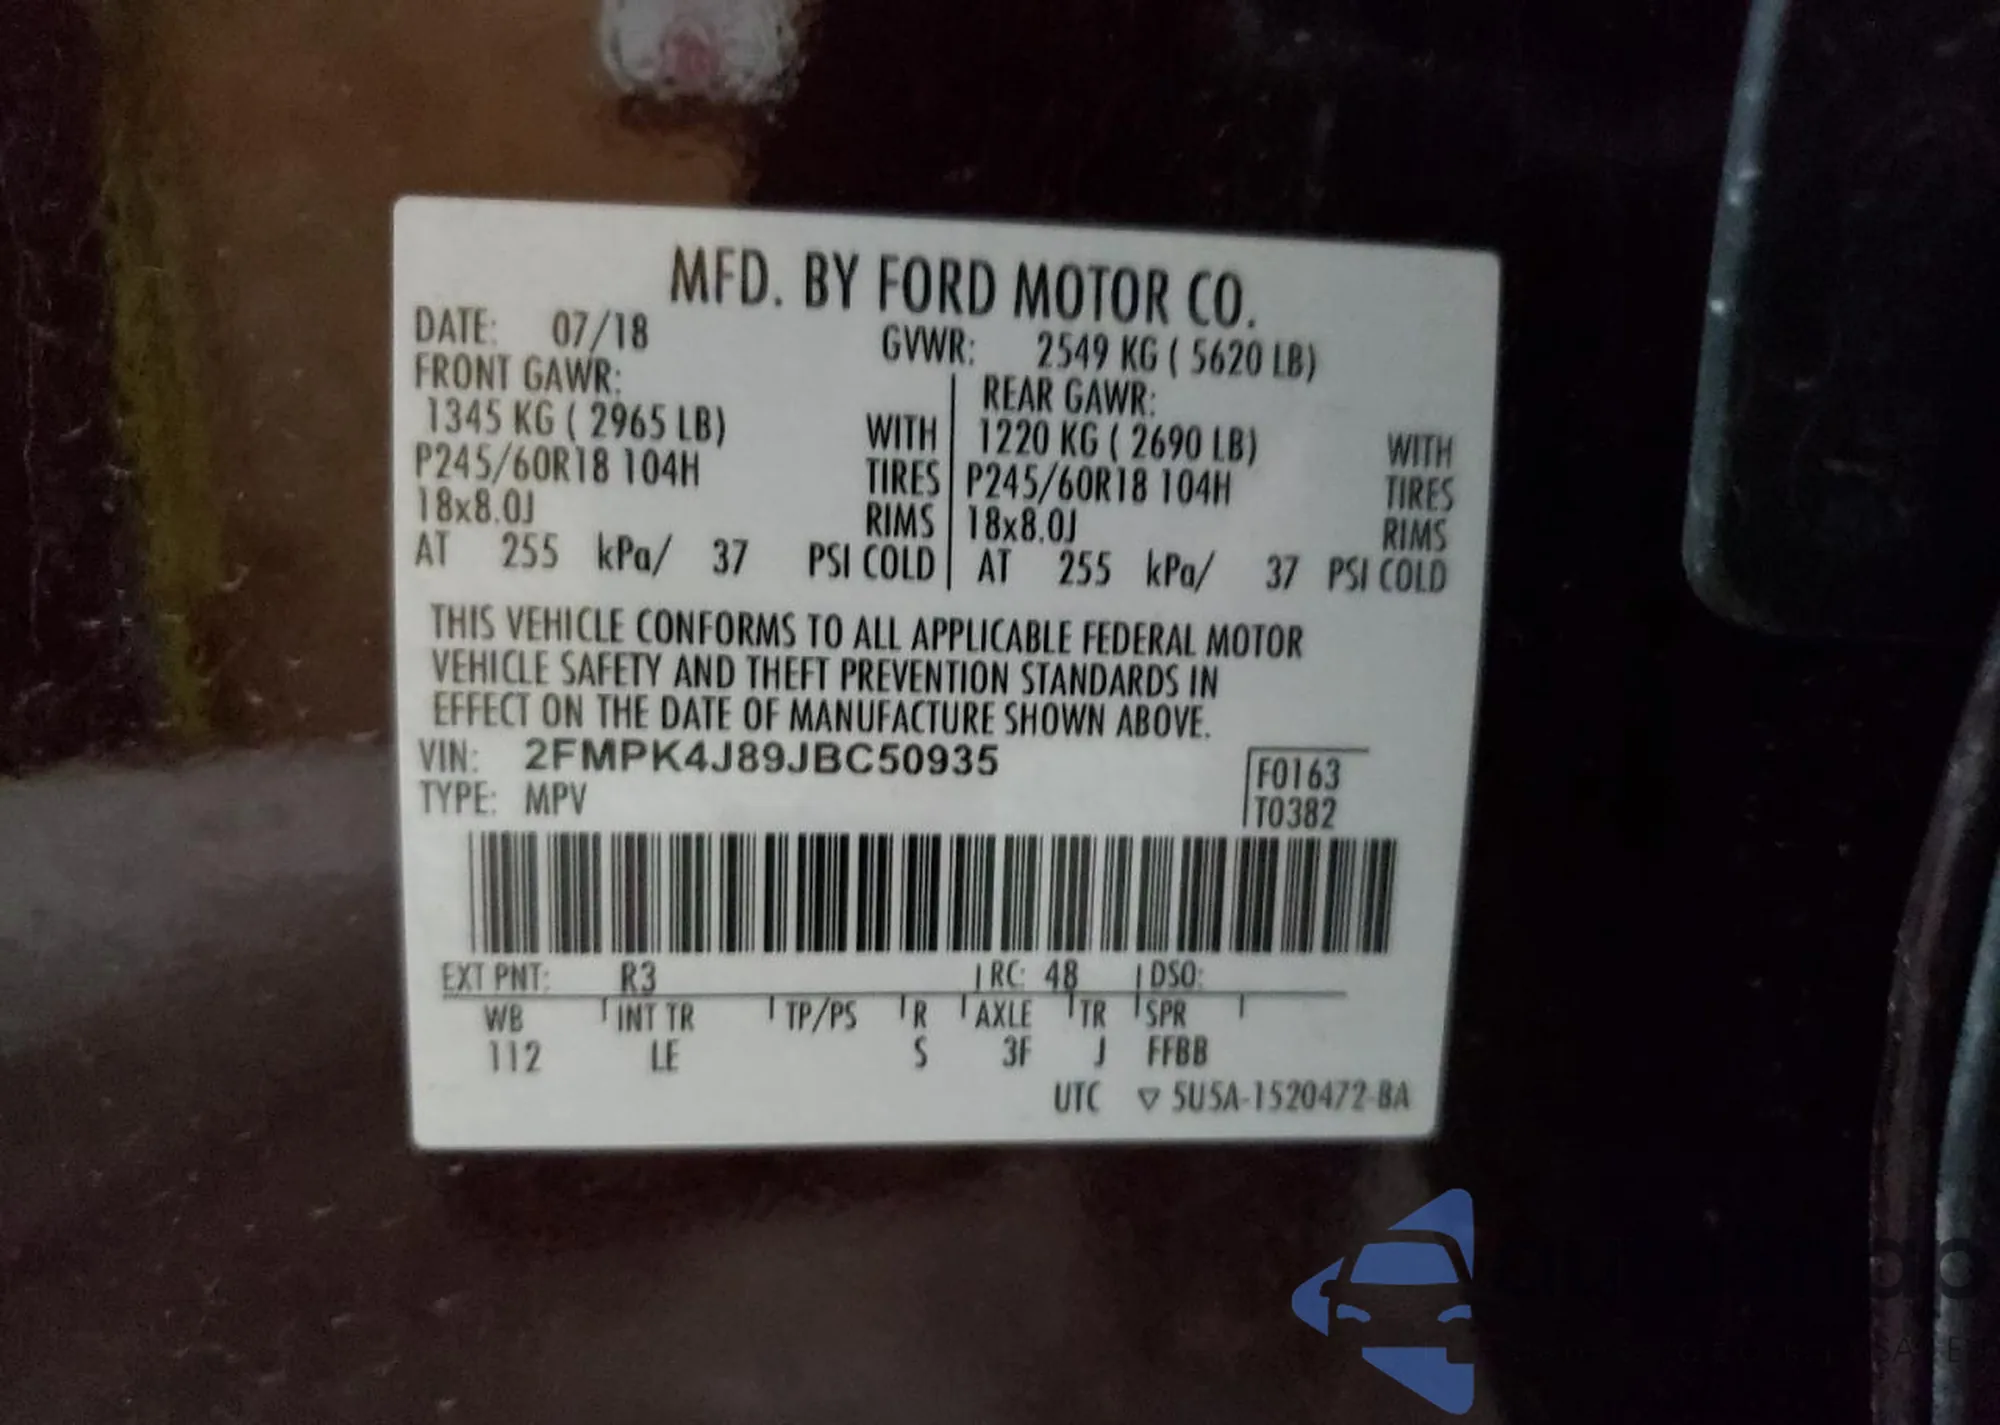 MFD. BY FORD MOTOR CO.
DATE: 07/18 GVWR: 2549 KG ( 5620 LB)
FRONT GAWR: REAR GAWR:
1345 KG ( 2965 LB) WITH 1220 KG ( 2690 LB) WITH
P245/60R18 104H TIRES P245/60R18 104H TIRES
18x8.0J RIMS 18x8.0J RIMS
AT 255 kPa/ 37 PSI COLD AT 255 kPa/ 37 PSI COLD
THIS VEHICLE CONFORMS TO ALL APPLICABLE FEDERAL MOTOR
VEHICLE SAFETY AND THEFT PREVENTION STANDARDS IN
EFFECT ON THE DATE OF MANUFACTURE SHOWN ABOVE.
VIN: 2FMPK4J89JBC50935
TYPE: MPV
F0163
T0382
EXT PNT: R3 RC: 48 DSO:
WB INT TR TP/PS R AXLE TR SPR
112 LE S 3F J FFBB
UTC ▽ 5U5A-1520472-BA